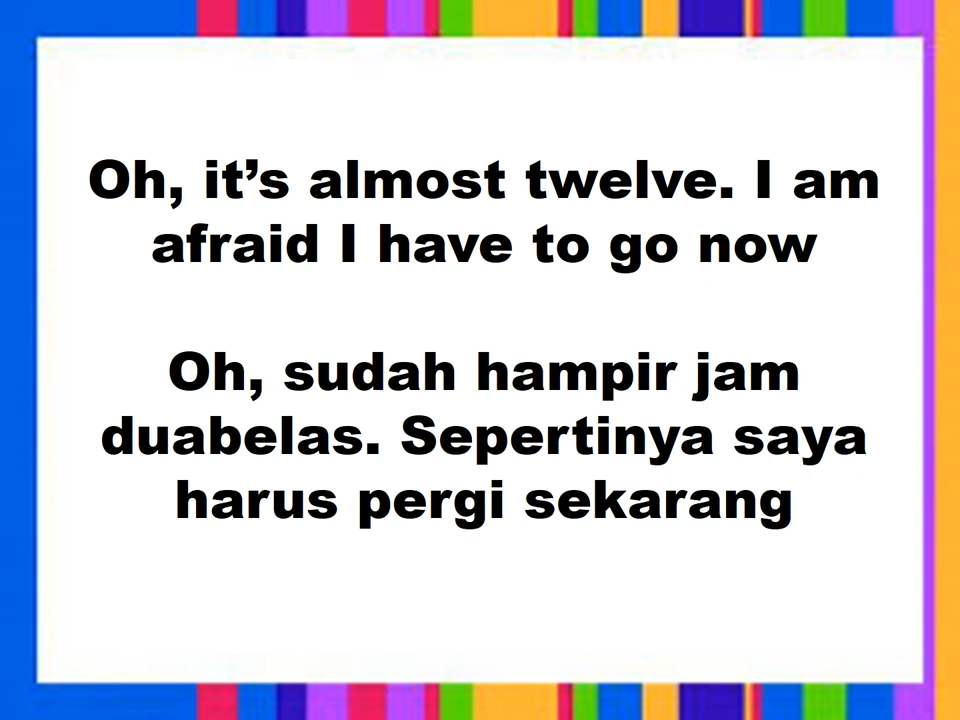 Oh, it’s almost twelve. I am
afraid I have to go now
Oh, sudah hampir jam
duabelas. Sepertinya saya
harus pergi sekarang